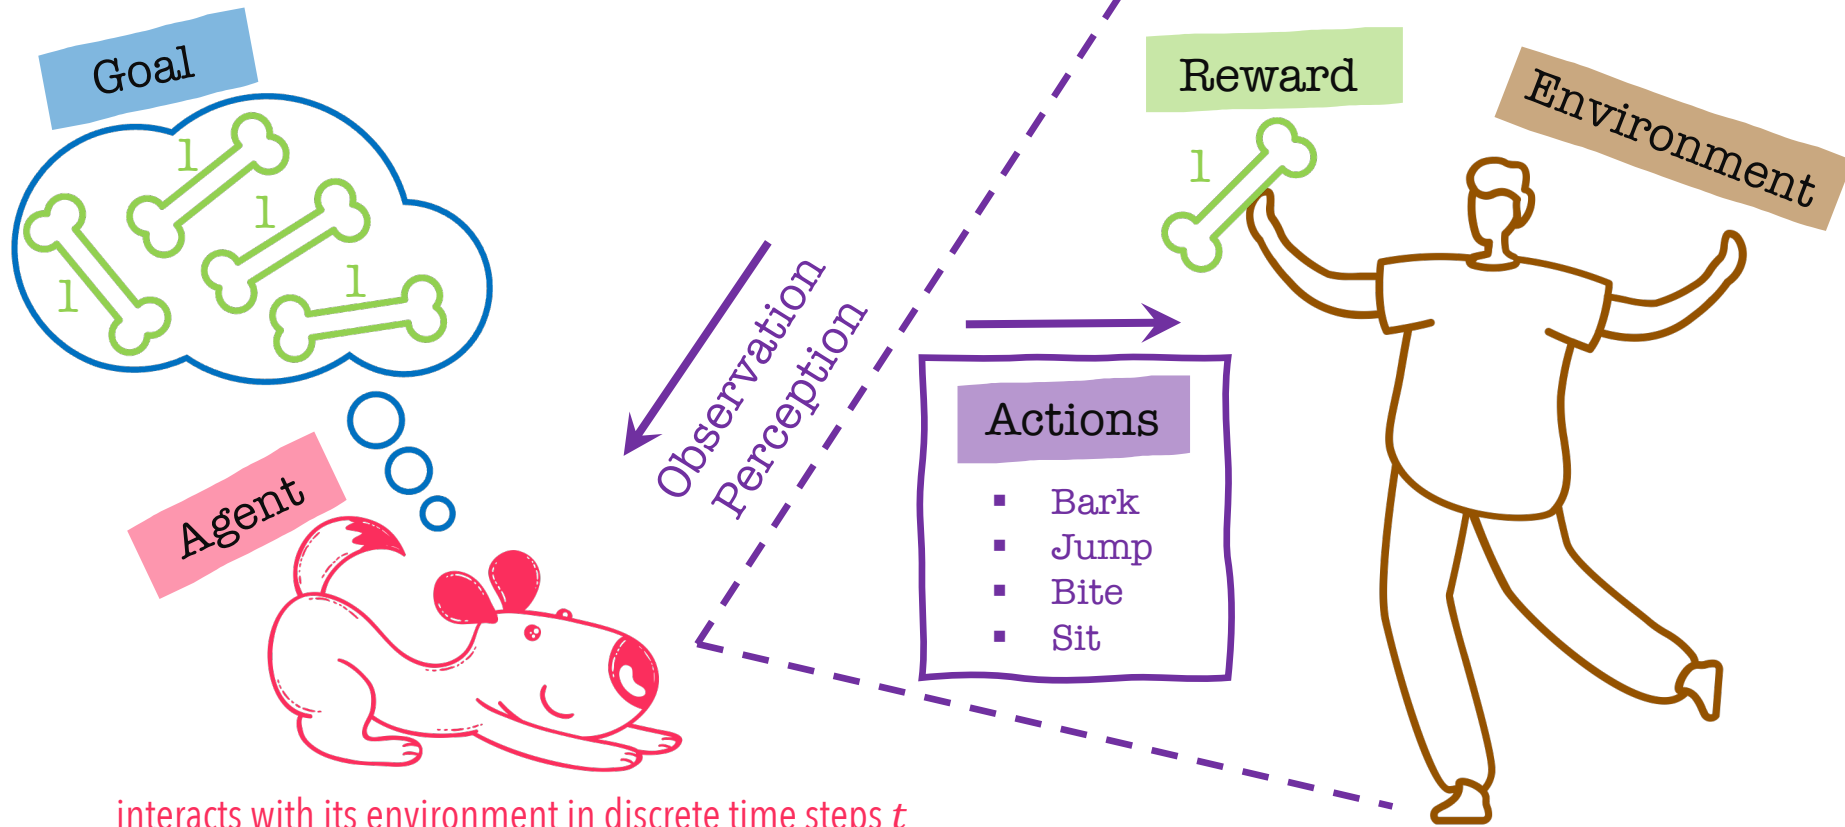 Goal
1
1
1
1
Agent
Observation
Perception
Reward
1
Environment
Actions
▪ Bark
▪ Jump
▪ Bite
▪ Sit
interacts with its environment in discrete time steps t